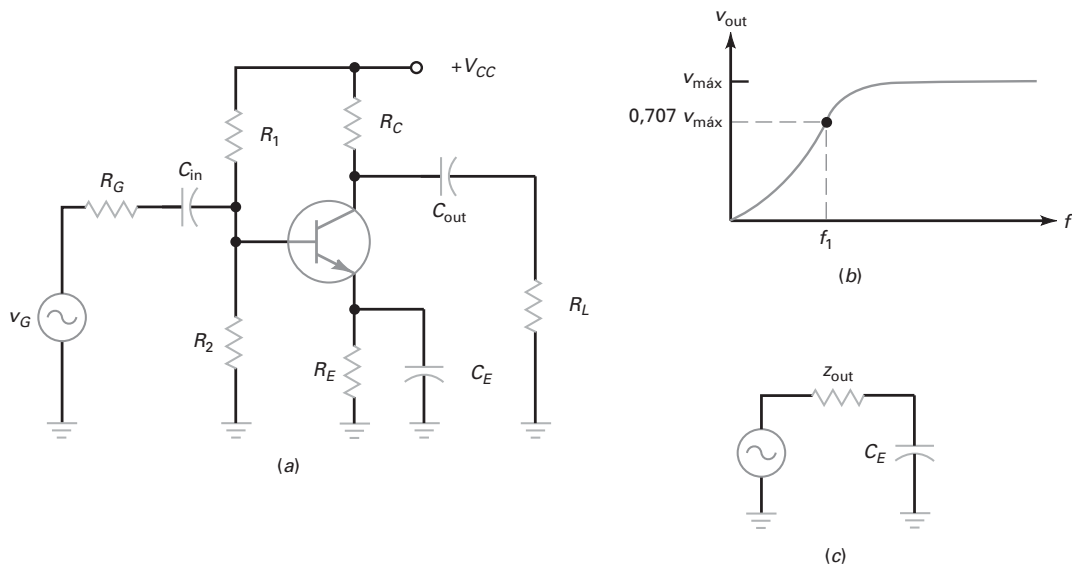 +V_CC
R_1
R_C
R_G
C_in
C_out
v_G
R_2
R_E
C_E
R_L
(a)
v_out
v_máx
0,707 v_máx
f_1
f
(b)
z_out
C_E
(c)